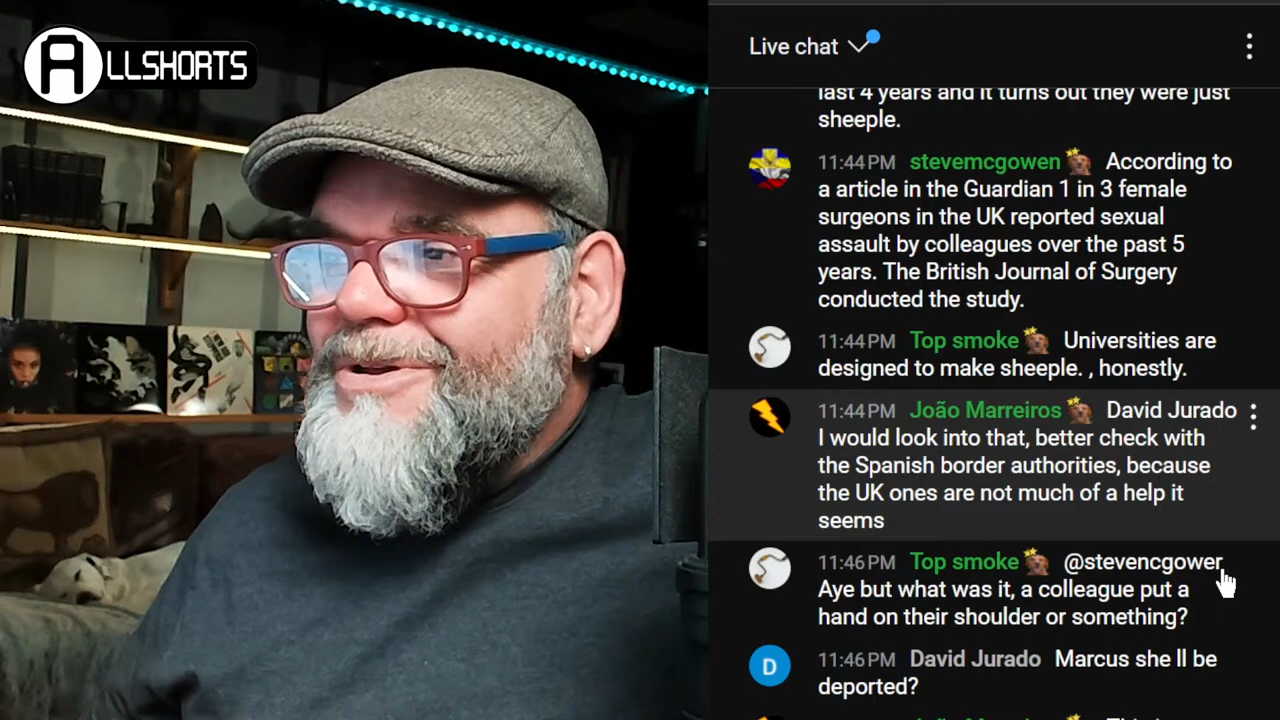 ALLSHORTS
Live chat
last 4 years and it turns out they were just
sheeple.
11:44 PM stevemcgowen According to
a article in the Guardian 1 in 3 female
surgeons in the UK reported sexual
assault by colleagues over the past 5
years. The British Journal of Surgery
conducted the study.
11:44 PM Top smoke Universities are
designed to make sheeple. , honestly.
11:44 PM João Marreiros David Jurado
I would look into that, better check with
the Spanish border authorities, because
the UK ones are not much of a help it
seems
11:46 PM Top smoke @stevencgower
Aye but what was it, a colleague put a
hand on their shoulder or something?
D
11:46 PM David Jurado Marcus she ll be
deported?